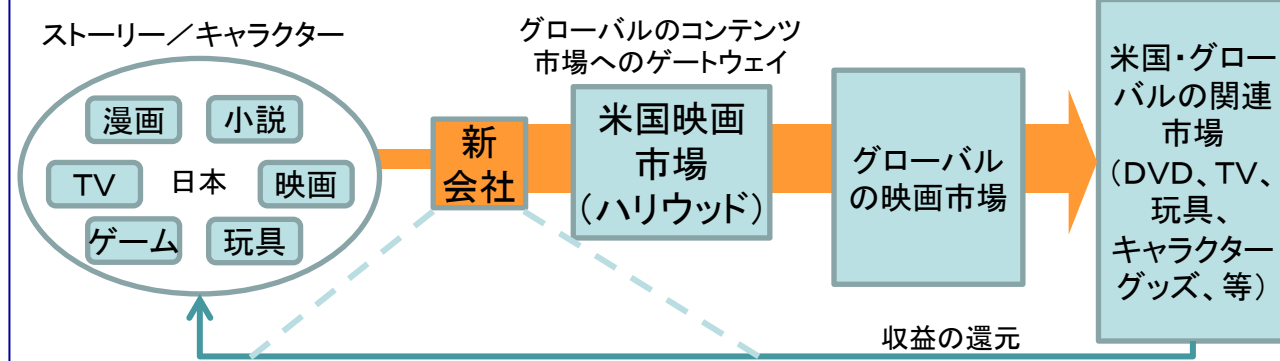 ストーリー／キャラクター
漫画
小説
TV
日本
映画
ゲーム
玩具
新
会社
グローバルのコンテンツ
市場へのゲートウェイ
米国映画
市場
（ハリウッド）
グローバル
の映画市場
米国・グロー
バルの関連
市場
（DVD、TV、
玩具、
キャラクター
グッズ、等）
収益の還元